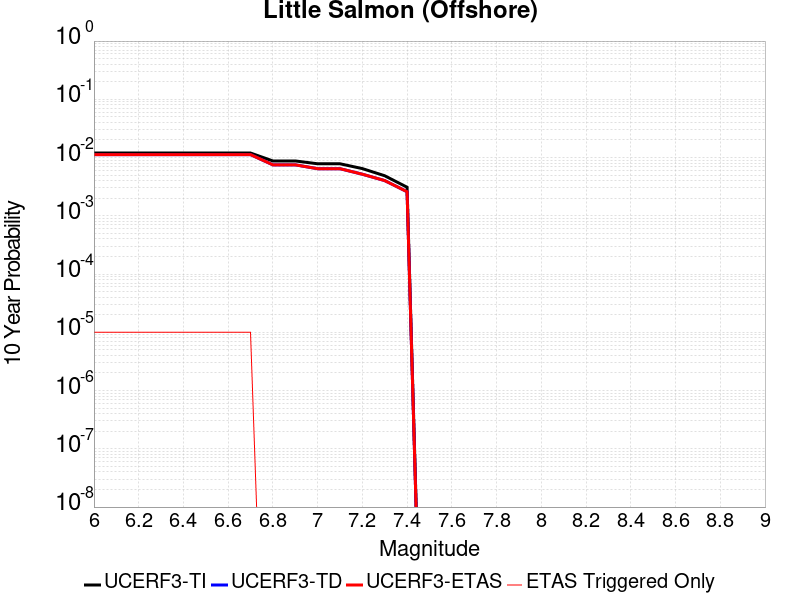 Little Salmon (Offshore)
10 0
10 -1
10 -2
10 -3
10 -4
10 -5
10 -6
10 -7
10 -8
10 Year Probability
6 6.2 6.4 6.6 6.8 7 7.2 7.4 7.6 7.8 8 8.2 8.4 8.6 8.8 9
Magnitude
UCERF3-TI UCERF3-TD UCERF3-ETAS ETAS Triggered Only